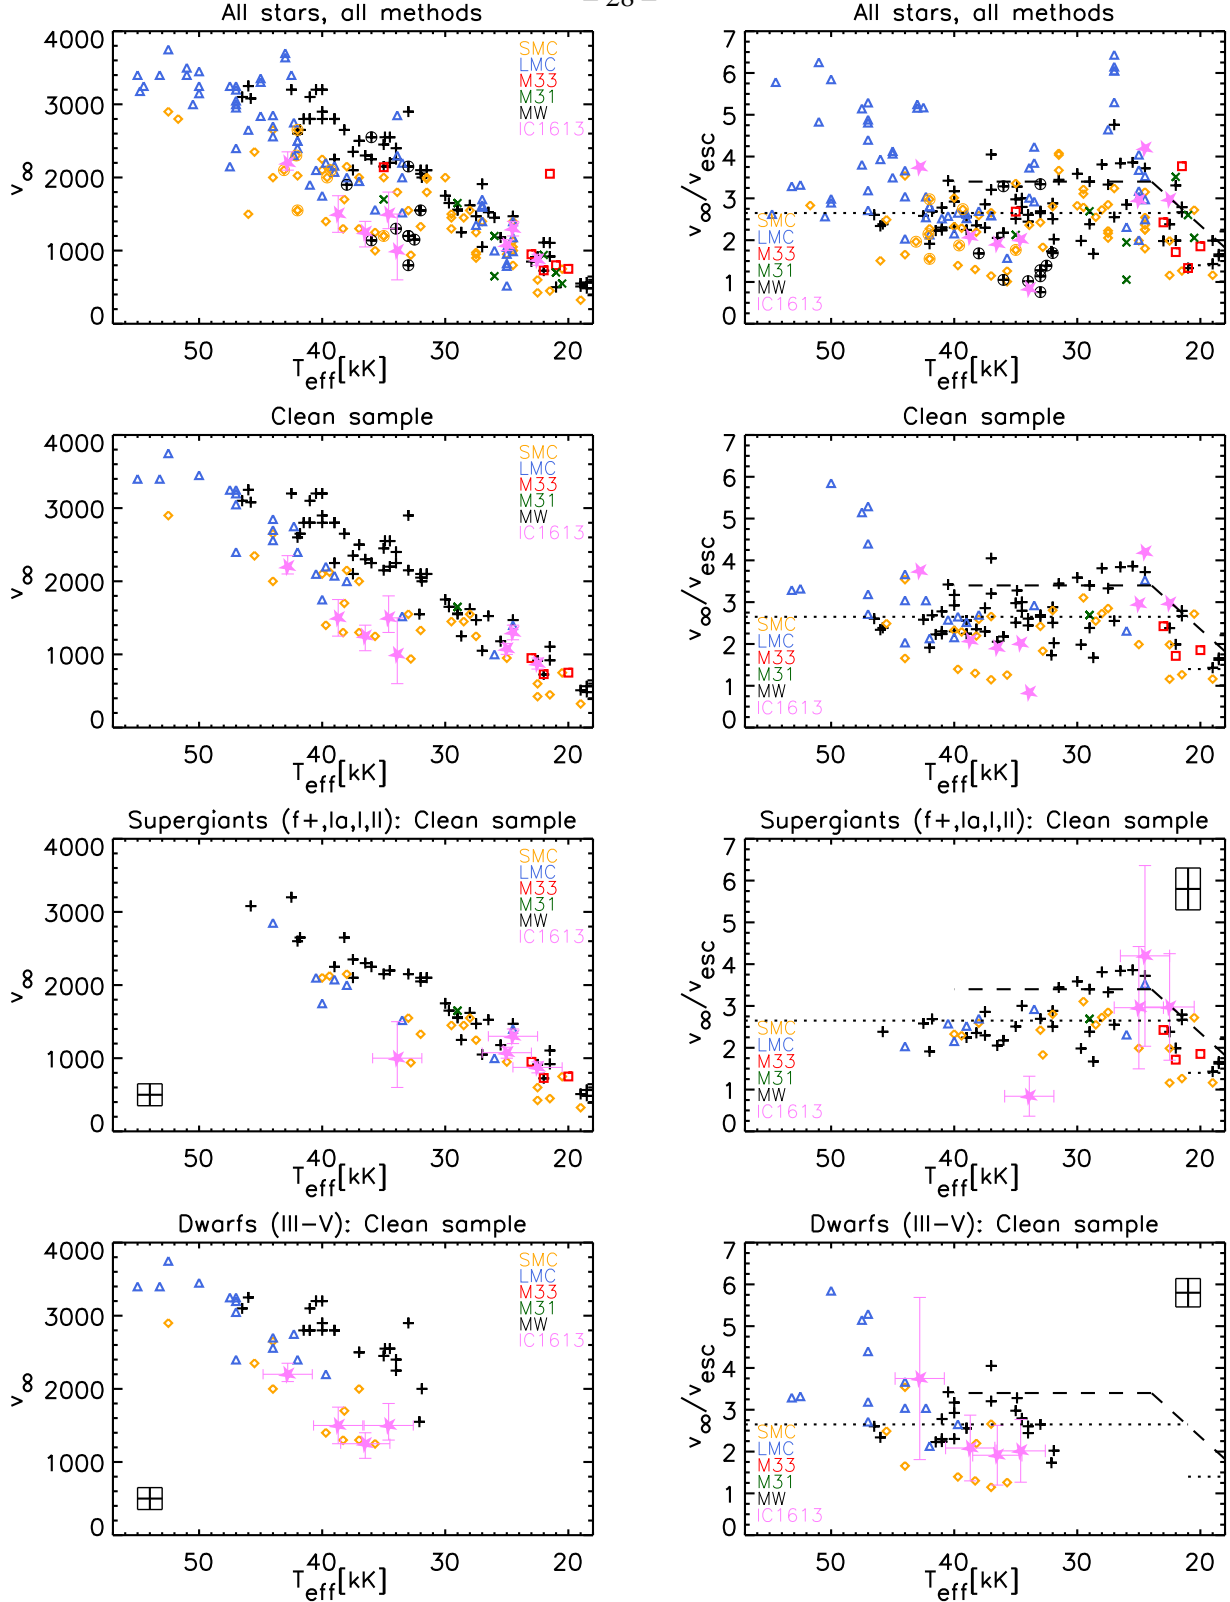 – 28 –
All stars, all methods
4000
3000
2000
1000
0
v∞
SMC
LMC
M33
M31
MW
IC1613
50 40 30 20
Teff[kK]
All stars, all methods
7
6
5
4
3
2
1
0
v∞/vesc
SMC
LMC
M33
M31
MW
IC1613
50 40 30 20
Teff[kK]
Clean sample
4000
3000
2000
1000
0
v∞
SMC
LMC
M33
M31
MW
IC1613
50 40 30 20
Teff[kK]
Clean sample
7
6
5
4
3
2
1
0
v∞/vesc
SMC
LMC
M33
M31
MW
IC1613
50 40 30 20
Teff[kK]
Supergiants (f+,Ia,I,II): Clean sample
4000
3000
2000
1000
0
v∞
SMC
LMC
M33
M31
MW
IC1613
50 40 30 20
Teff[kK]
Supergiants (f+,Ia,I,II): Clean sample
7
6
5
4
3
2
1
0
v∞/vesc
SMC
LMC
M33
M31
MW
IC1613
50 40 30 20
Teff[kK]
Dwarfs (III–V): Clean sample
4000
3000
2000
1000
0
v∞
SMC
LMC
M33
M31
MW
IC1613
50 40 30 20
Teff[kK]
Dwarfs (III–V): Clean sample
7
6
5
4
3
2
1
0
v∞/vesc
SMC
LMC
M33
M31
MW
IC1613
50 40 30 20
Teff[kK]